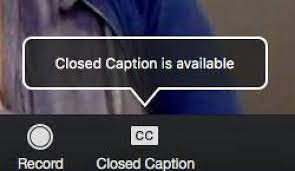 Closed Caption is available
CC
Record
Closed Caption